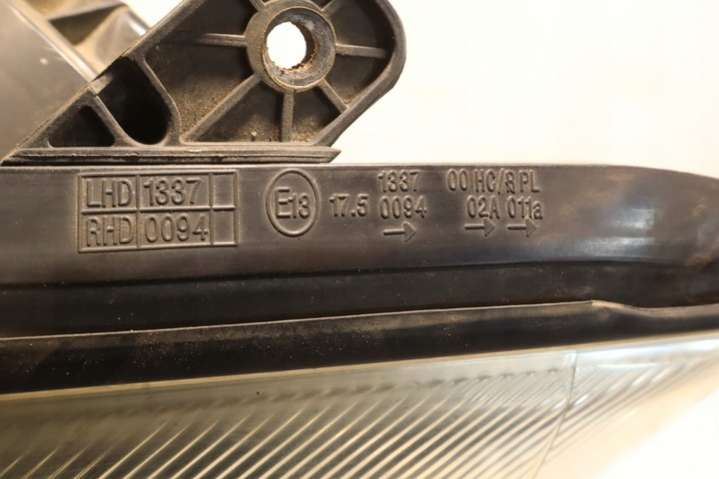 LHD 1337
RHD 0094
E13 17.5
1337 00 HC/R PL
0094 02A 011a
→ → →